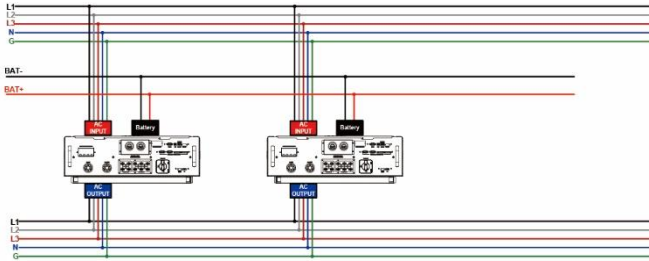 L1
L2
L3
N
G
BAT-
BAT+
AC
INPUT
Battery
AC
INPUT
Battery
AC
OUTPUT
AC
OUTPUT
L1
L2
L3
N
G